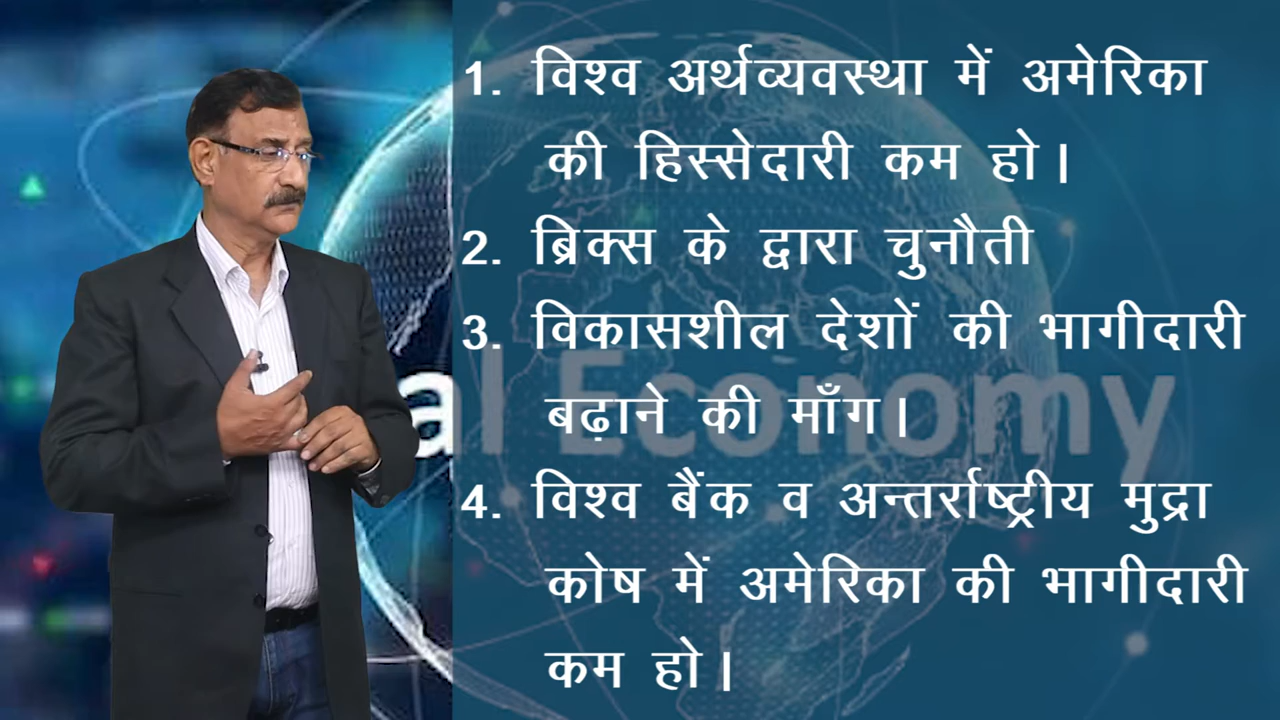 1. विश्व अर्थव्यवस्था में अमेरिका
की हिस्सेदारी कम हो।
2. ब्रिक्स के द्वारा चुनौती
3. विकासशील देशों की भागीदारी
बढ़ाने की माँग।
4. विश्व बैंक व अन्तर्राष्ट्रीय मुद्रा
कोष में अमेरिका की भागीदारी
कम हो।
al Economy